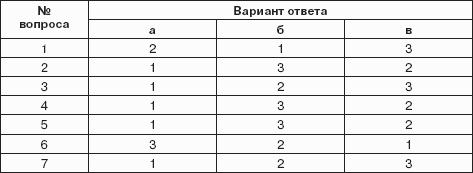 № вопроса Вариант ответа
а б в
1 2 1 3
2 1 3 2
3 1 2 3
4 1 3 2
5 1 3 2
6 3 2 1
7 1 2 3